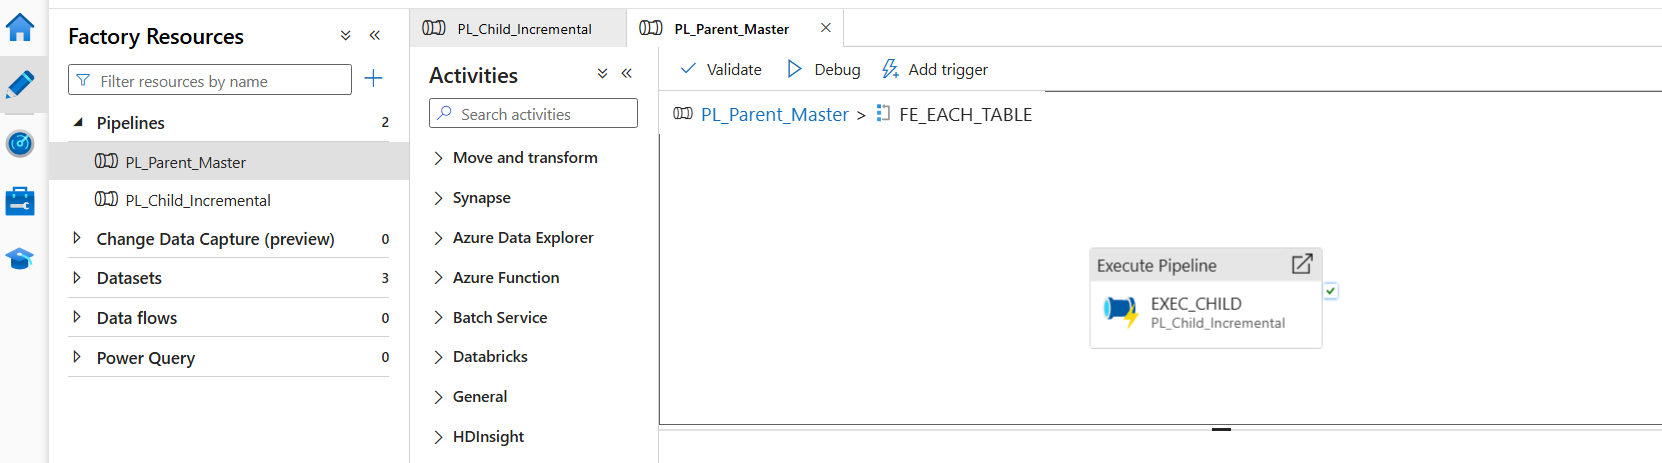 Factory Resources
Filter resources by name
Pipelines 2
PL_Parent_Master
PL_Child_Incremental
Change Data Capture (preview) 0
Datasets 3
Data flows 0
Power Query 0
PL_Child_Incremental
PL_Parent_Master
Activities
Search activities
Move and transform
Synapse
Azure Data Explorer
Azure Function
Batch Service
Databricks
General
HDInsight
Validate Debug Add trigger
PL_Parent_Master > FE_EACH_TABLE
Execute Pipeline
EXEC_CHILD
PL_Child_Incremental